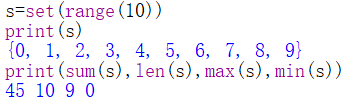 s=set(range(10))
print(s)
{0, 1, 2, 3, 4, 5, 6, 7, 8, 9}
print(sum(s),len(s),max(s),min(s))
45 10 9 0